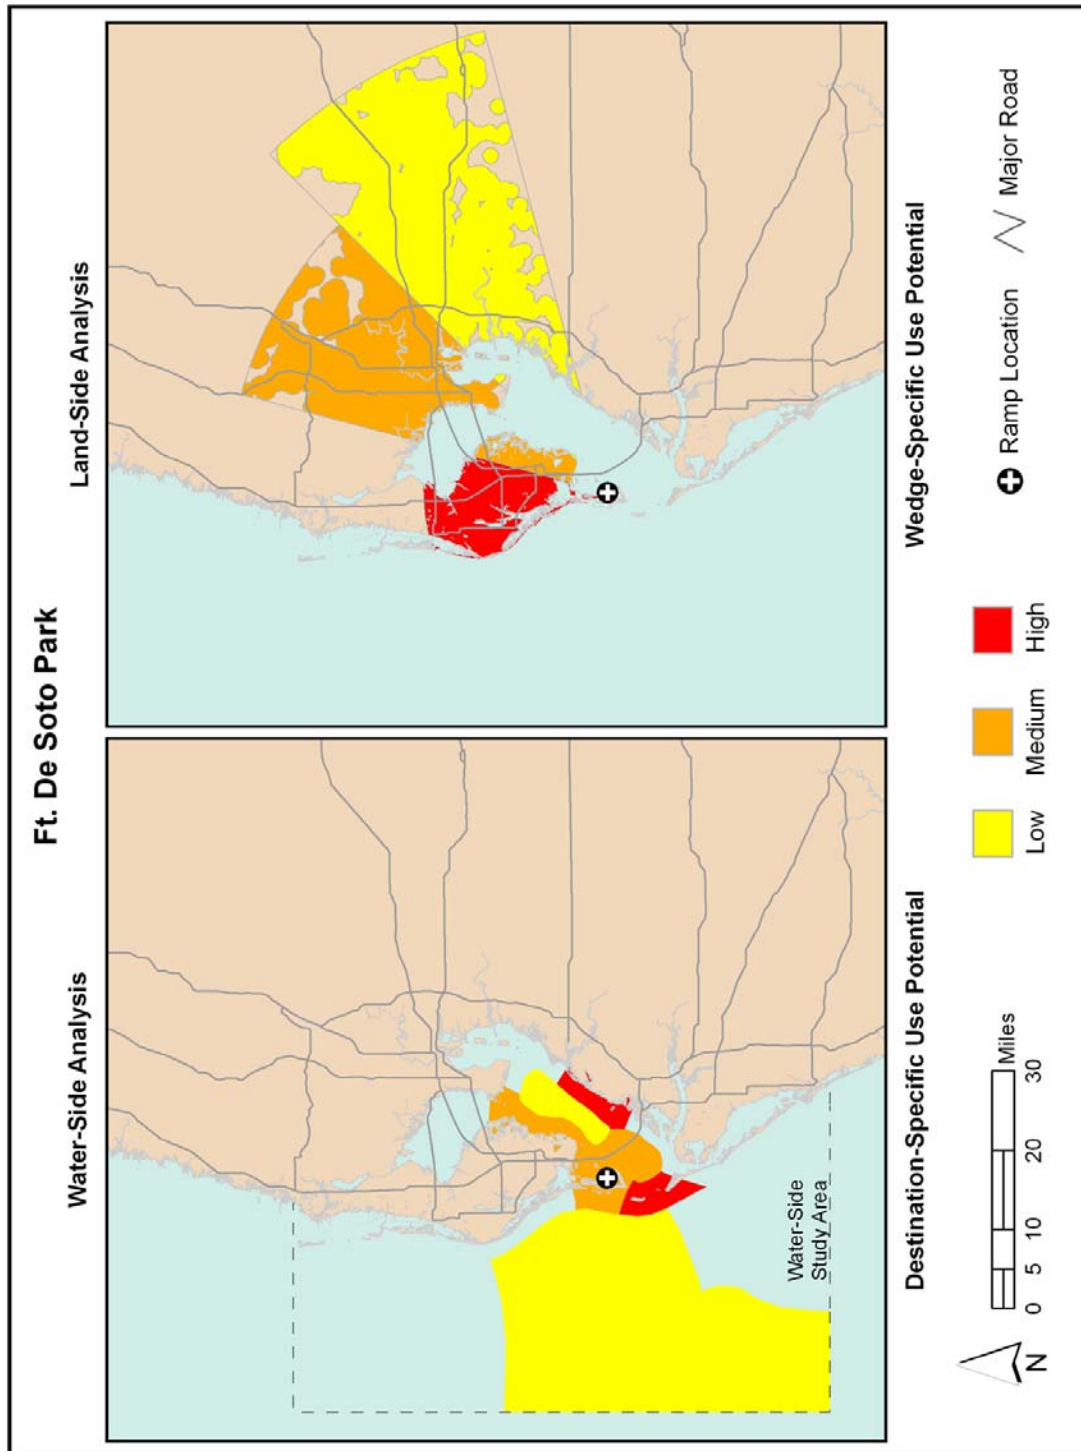 Ft. De Soto Park
Water-Side Analysis
Land-Side Analysis
Water-Side
Study Area
Destination-Specific Use Potential
Wedge-Specific Use Potential
N
0 5 10 20 30
Miles
Low
Medium
High
Ramp Location
Major Road